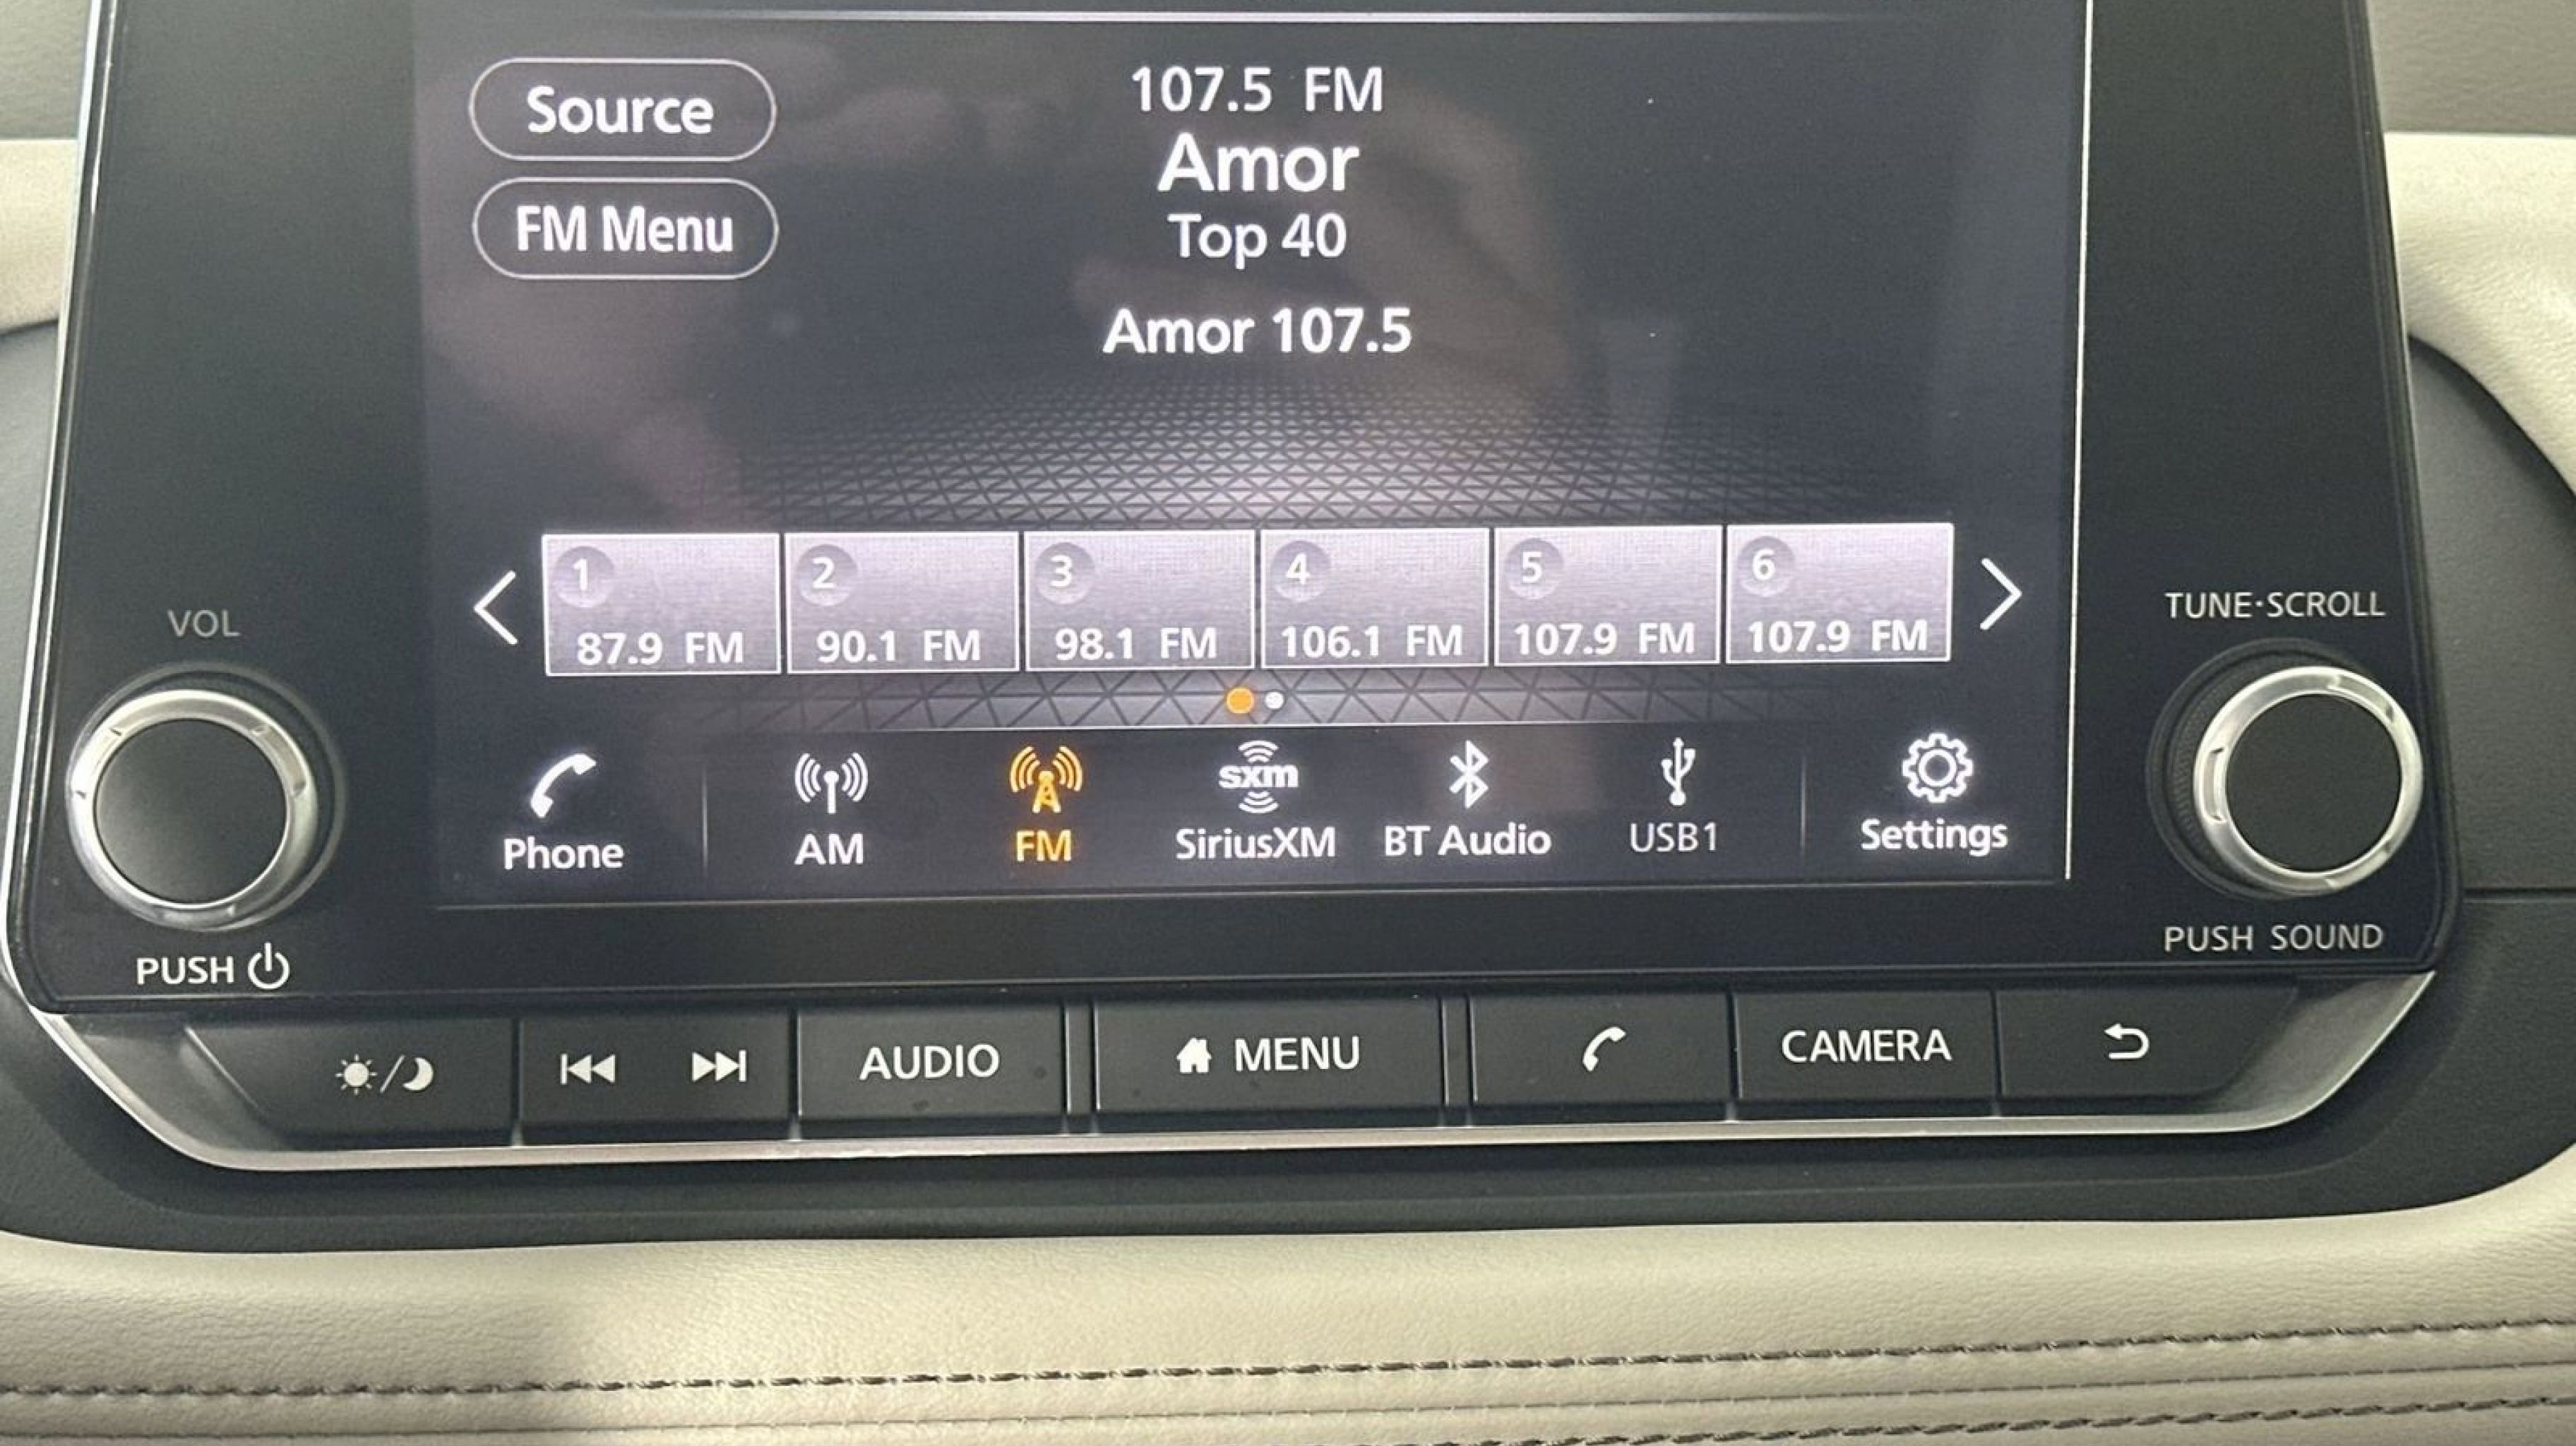 Source
FM Menu
107.5 FM
Amor
Top 40
Amor 107.5
1 2 3 4 5 6
87.9 FM 90.1 FM 98.1 FM 106.1 FM 107.9 FM 107.9 FM
VOL
TUNE·SCROLL
sxm
Phone AM FM SiriusXM BT Audio USB1 Settings
PUSH
PUSH SOUND
AUDIO MENU CAMERA